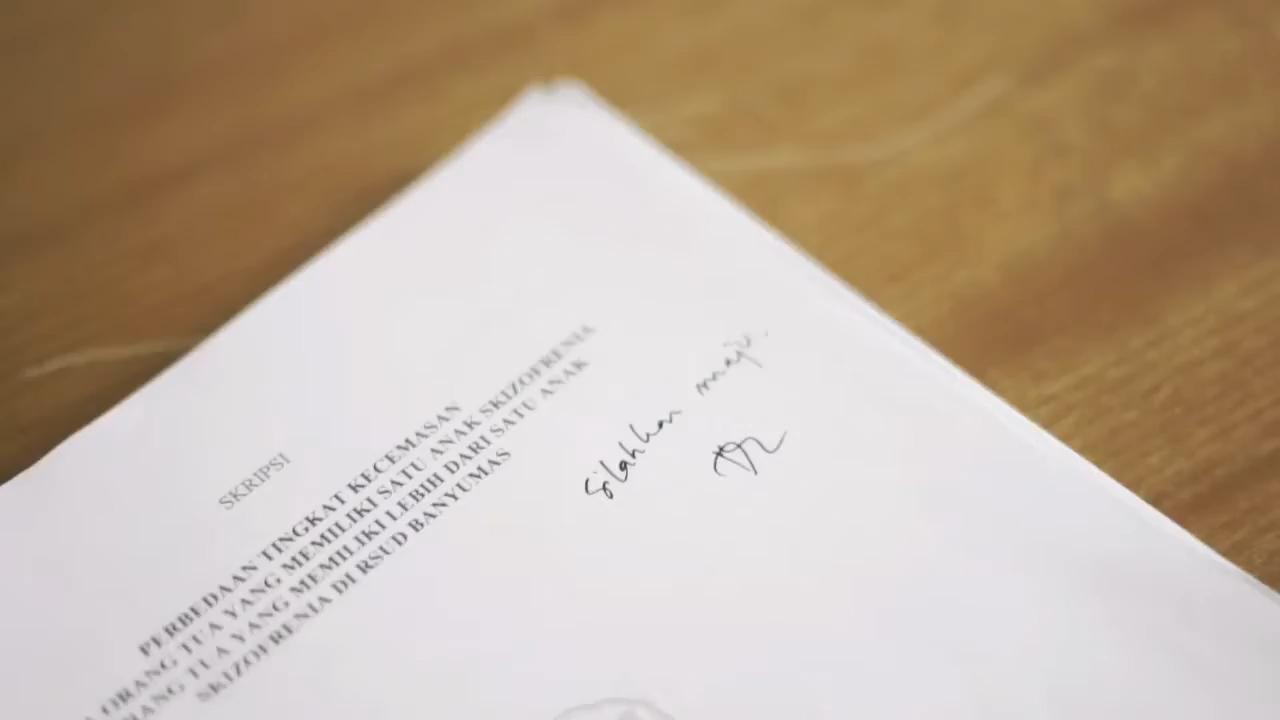 SKRIPSI
PERBEDAAN TINGKAT KECEMASAN
ORANG TUA YANG MEMILIKI SATU ANAK SKIZOFRENIA
ORANG TUA YANG MEMILIKI LEBIH DARI SATU ANAK
SKIZOFRENIA DI RSUD BANYUMAS
Silahkan maju.